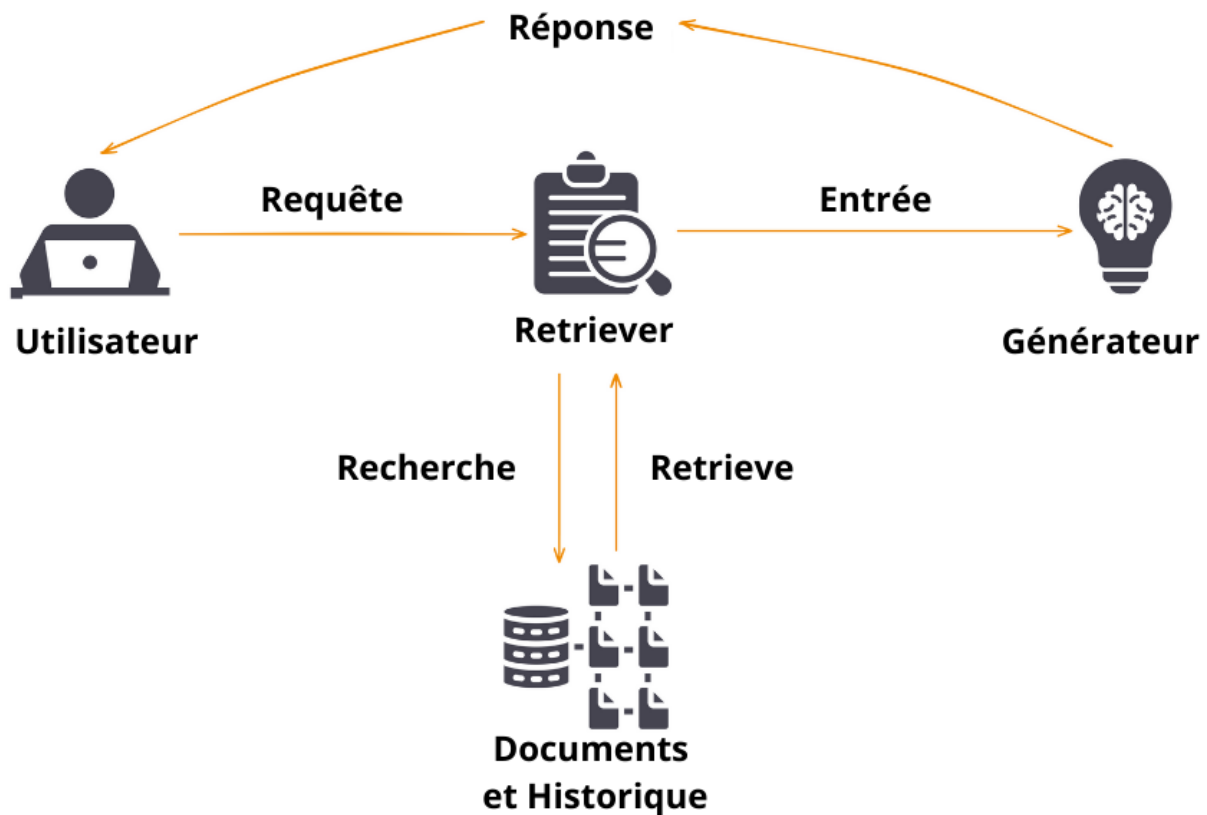 Réponse
Requête
Entrée
Utilisateur
Retriever
Générateur
Recherche
Retrieve
Documents
et Historique